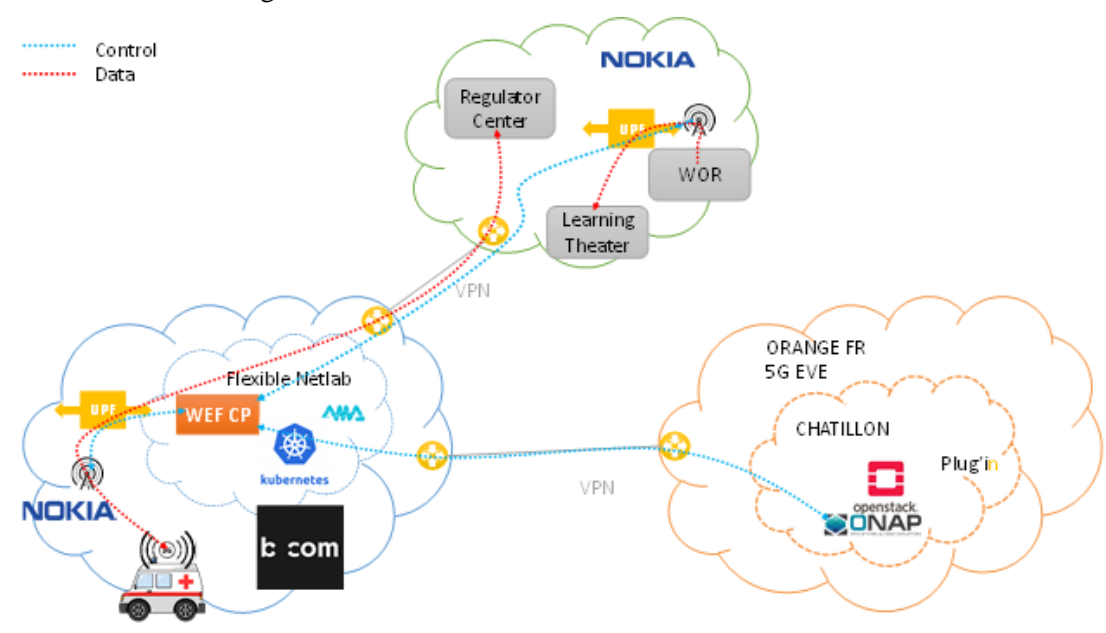 Control
Data
NOKIA
Regulator
Center
UPF
WOR
Learning
Theater
VPN
ORANGE FR
5G EVE
Flexible Netlab
UPF
WEF CP
CHATILLON
kubernetes
Plug'in
VPN
openstack.
ONAP
NOKIA
b com